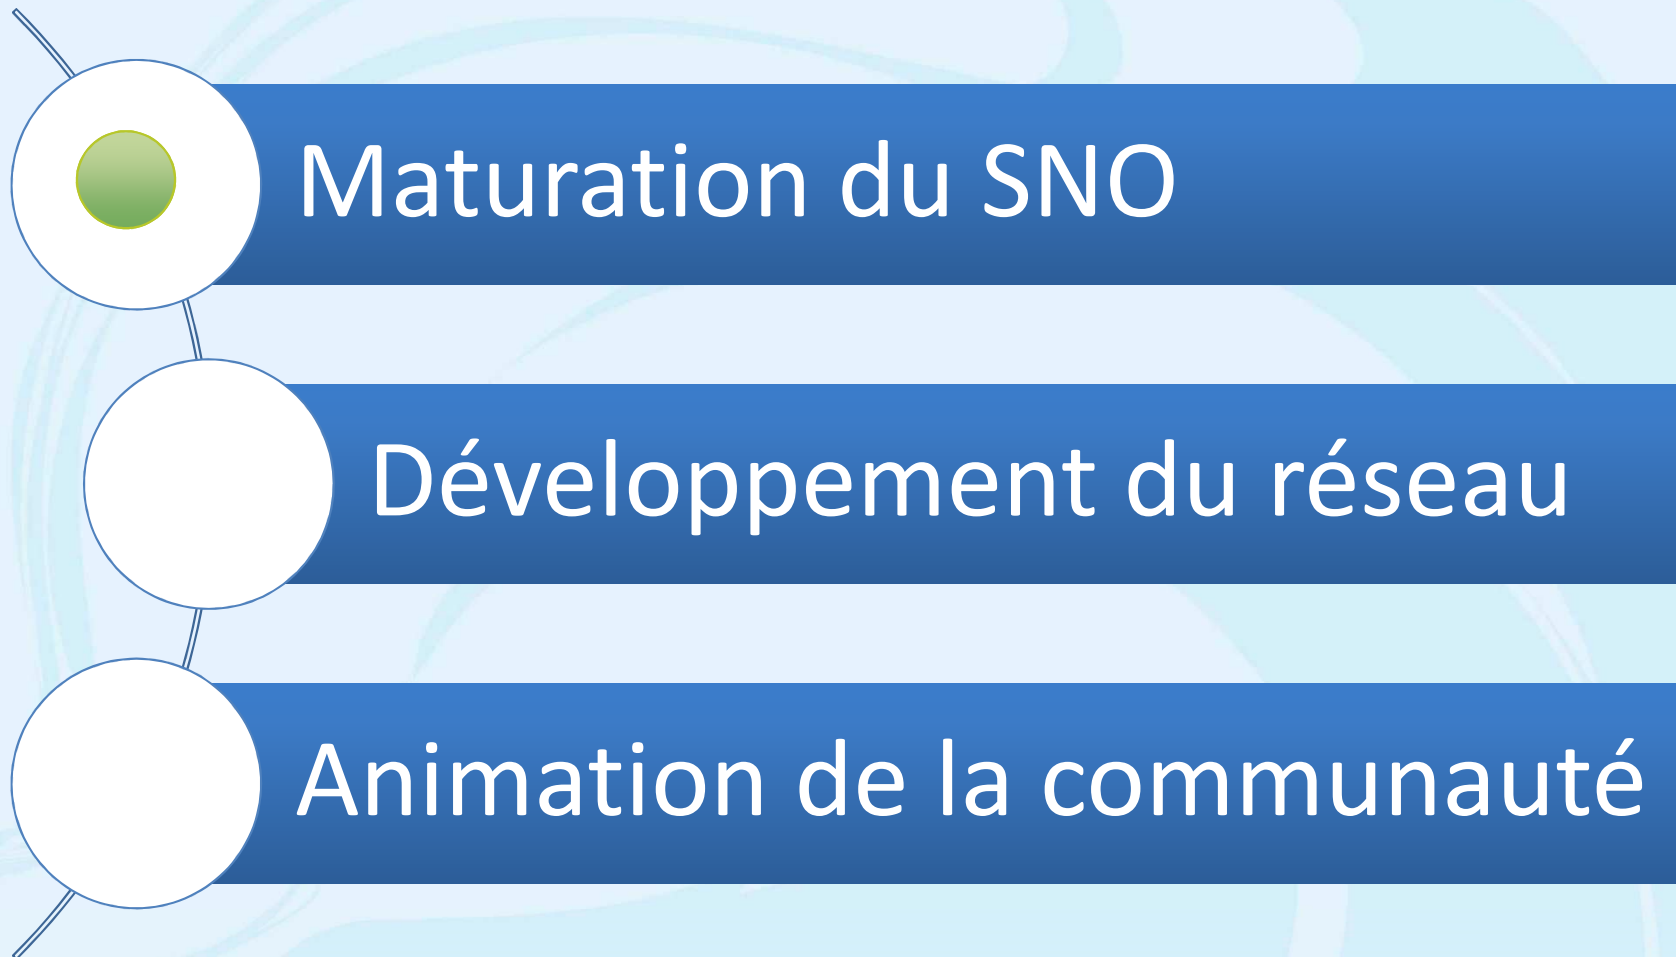 Maturation du SNO
Développement du réseau
Animation de la communauté